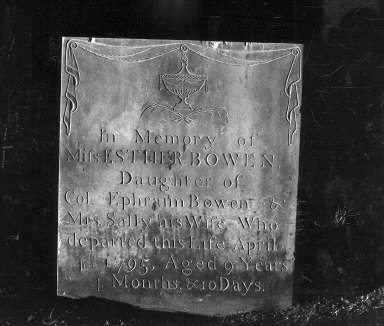 In Memory of
Miſs ESTHER BOWEN,
Daughter of
Col. Ephraim Bowen &
Mrs Sally his Wife Who
departed this Life April
4. 1795, Aged 9 Years
4 Months, & 10 Days.